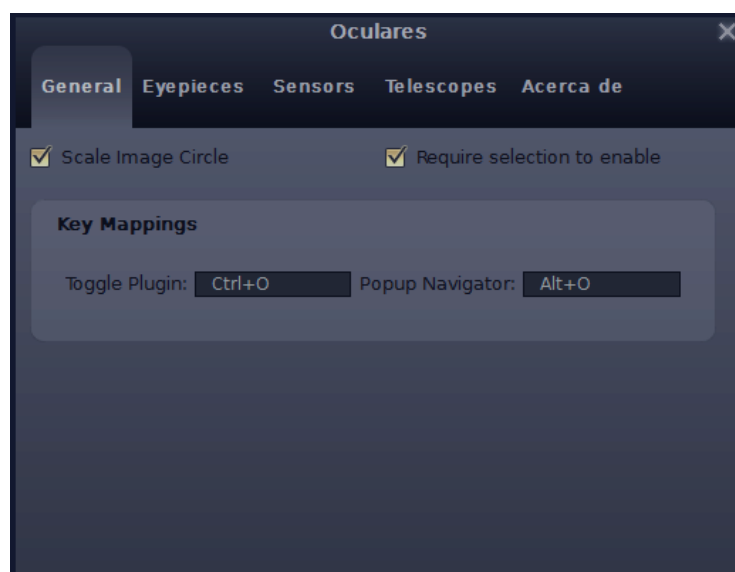 Oculares
General Eyepieces Sensors Telescopes Acerca de
Scale Image Circle Require selection to enable
Key Mappings
Toggle Plugin: Ctrl+O Popup Navigator: Alt+O